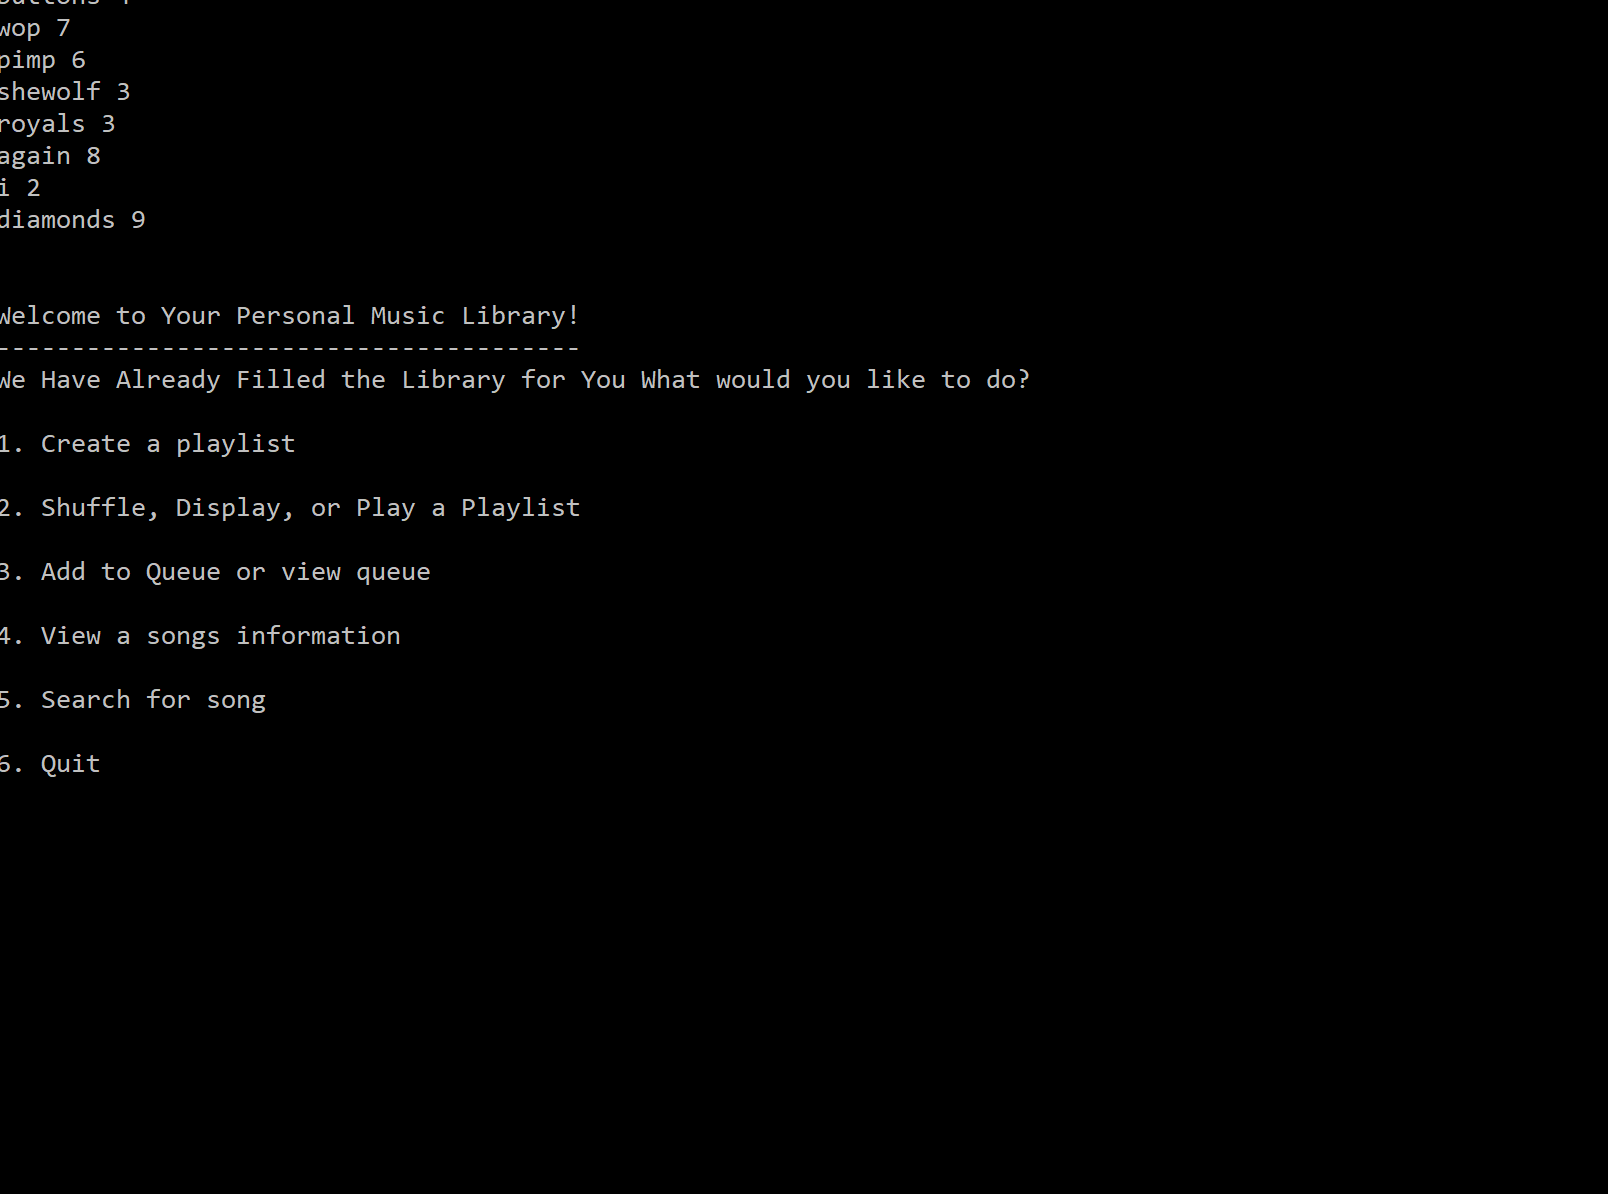 wop 7
pimp 6
shewolf 3
royals 3
again 8
i 2
diamonds 9
Welcome to Your Personal Music Library!
---------------------------------------
We Have Already Filled the Library for You What would you like to do?
1. Create a playlist
2. Shuffle, Display, or Play a Playlist
3. Add to Queue or view queue
4. View a songs information
5. Search for song
6. Quit